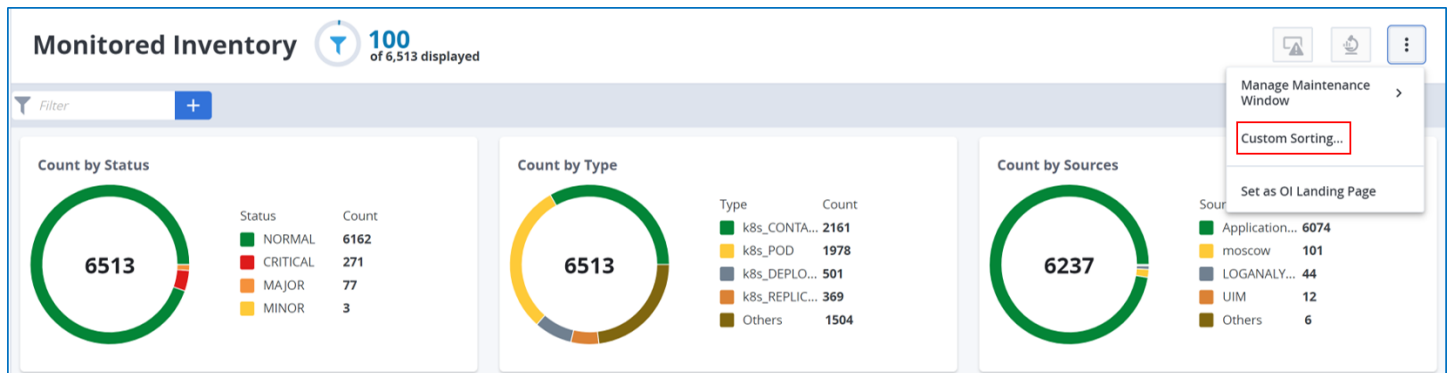 Monitored Inventory
100
of 6,513 displayed
Manage Maintenance
Window
Custom Sorting...
Set as OI Landing Page
Filter
+
Count by Status
6513
Status Count
NORMAL 6162
CRITICAL 271
MAJOR 77
MINOR 3
Count by Type
6513
Type Count
k8s_CONTA... 2161
k8s_POD 1978
k8s_DEPLO... 501
k8s_REPLIC... 369
Others 1504
Count by Sources
6237
Sour
Application... 6074
moscow 101
LOGANALY... 44
UIM 12
Others 6